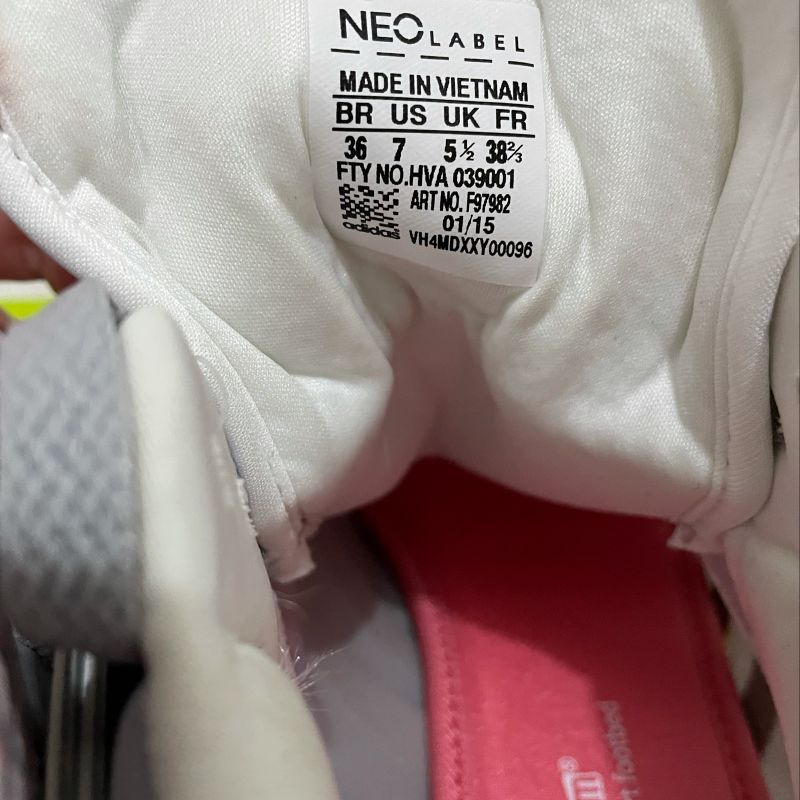 NEO LABEL
MADE IN VIETNAM
BR US UK FR
36 7 5½ 38⅔
FTY NO.HVA 039001
ART NO. F97982
01/15
adidas
VH4MDXXY00096
footbed